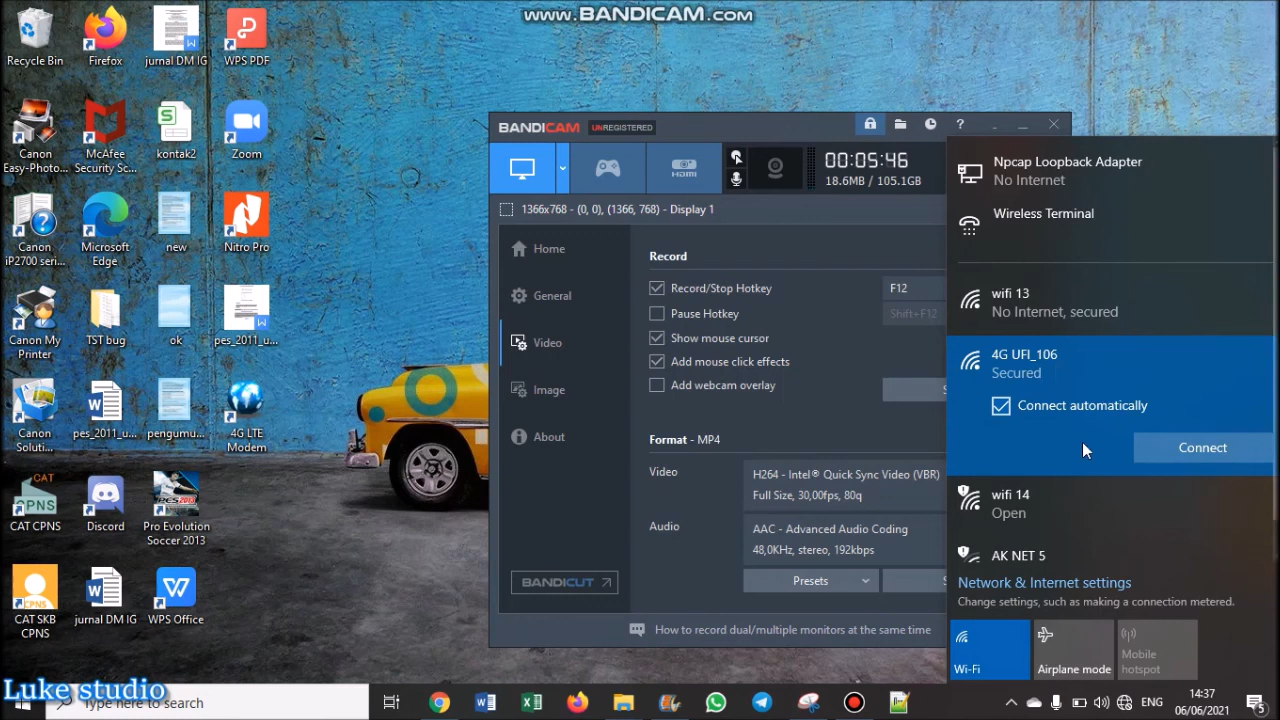 www.BANDICAM.com
Recycle Bin
Firefox
jurnal DM IG
WPS PDF
Canon
Easy-Photo...
McAfee
Security Sc...
kontak2
Zoom
Canon
iP2700 seri...
Microsoft
Edge
new
Nitro Pro
Canon My
Printer
TST bug
ok
pes_2011_u...
Canon
Soluti...
pes_2011_u...
pengumu...
4G LTE
Modem
CAT
CPNS
CAT CPNS
Discord
Pro Evolution
Soccer 2013
CPNS
CAT SKB
CPNS
jurnal DM IG
WPS Office
BANDICAM UNREGISTERED
HDMI
00:05:46
18.6MB / 105.1GB
1366x768 - (0, 0), (1366, 768) - Display 1
Home
General
Video
Image
About
BANDICUT
Record
Record/Stop Hotkey
F12
Pause Hotkey
Shift+F12
Show mouse cursor
Add mouse click effects
Add webcam overlay
Format - MP4
Video
H264 - Intel® Quick Sync Video (VBR)
Full Size, 30,00fps, 80q
Audio
AAC - Advanced Audio Coding
48,0KHz, stereo, 192kbps
Presets
How to record dual/multiple monitors at the same time
Npcap Loopback Adapter
No Internet
Wireless terminal
wifi 13
No Internet, secured
4G UFI_106
Secured
Connect automatically
Connect
wifi 14
Open
AK NET 5
Network & Internet settings
Change settings, such as making a connection metered.
Wi-Fi
Airplane mode
Mobile
hotspot
Luke studio
Type here to search
ENG
14:37
06/06/2021
5